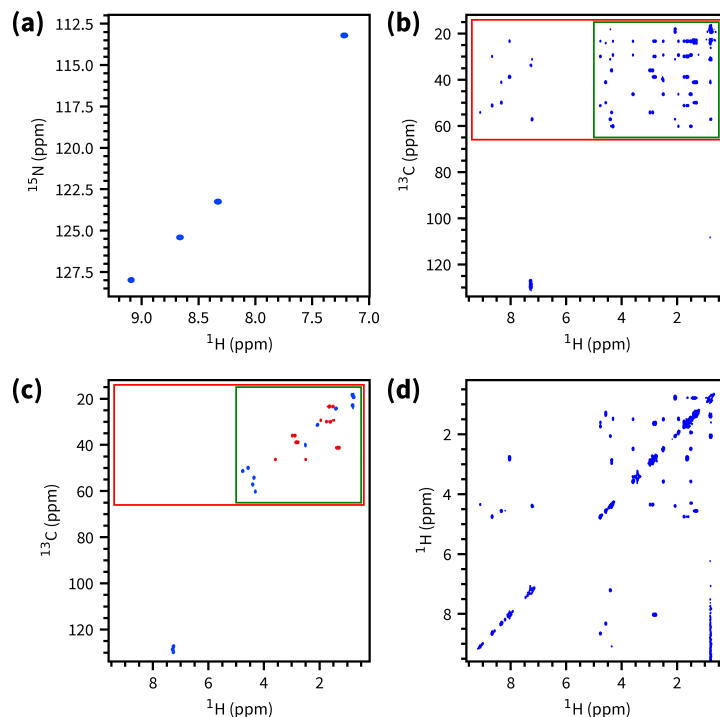 (a)
112.5
115.0
117.5
120.0
122.5
125.0
127.5
¹⁵N (ppm)
9.0 8.5 8.0 7.5 7.0
¹H (ppm)
(b)
20
40
60
80
100
120
¹³C (ppm)
8 6 4 2
¹H (ppm)
(c)
20
40
60
80
100
120
¹³C (ppm)
8 6 4 2
¹H (ppm)
(d)
2
4
6
8
¹H (ppm)
8 6 4 2
¹H (ppm)